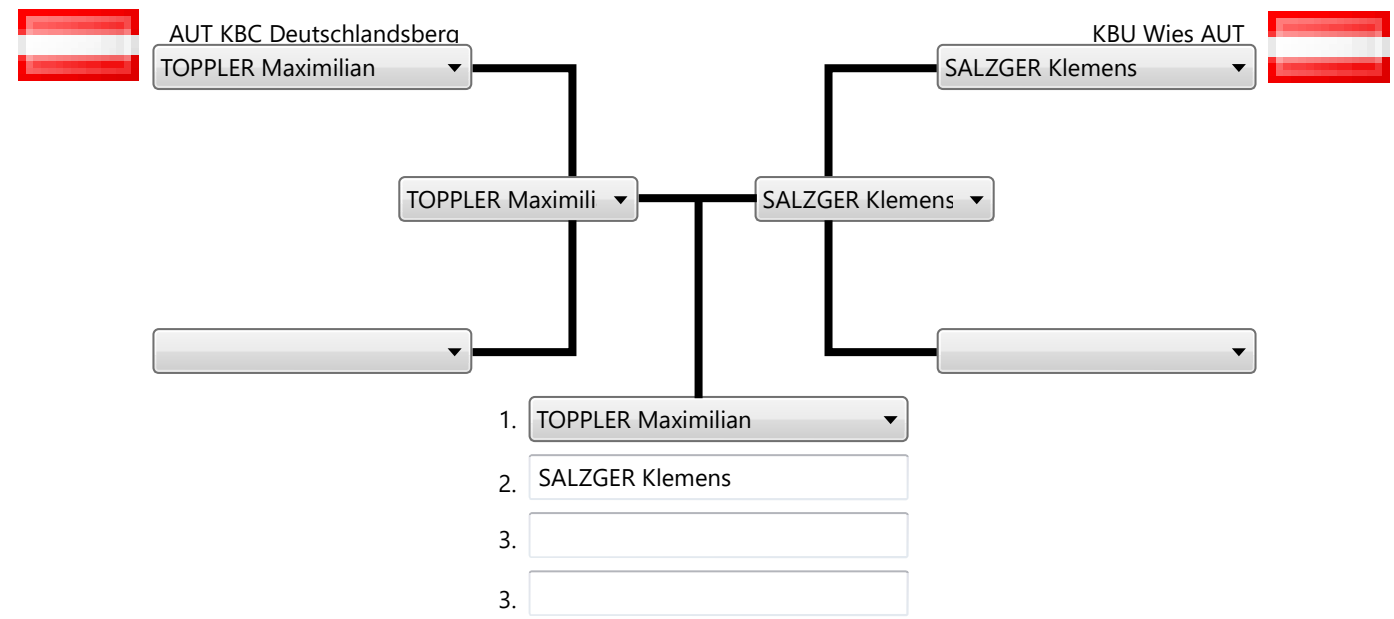 AUT KBC Deutschlandsberg
KBU Wies AUT
TOPPLER Maximilian
SALZGER Klemens
TOPPLER Maximili
SALZGER Klemens
1. TOPPLER Maximilian
2. SALZGER Klemens
3.
3.